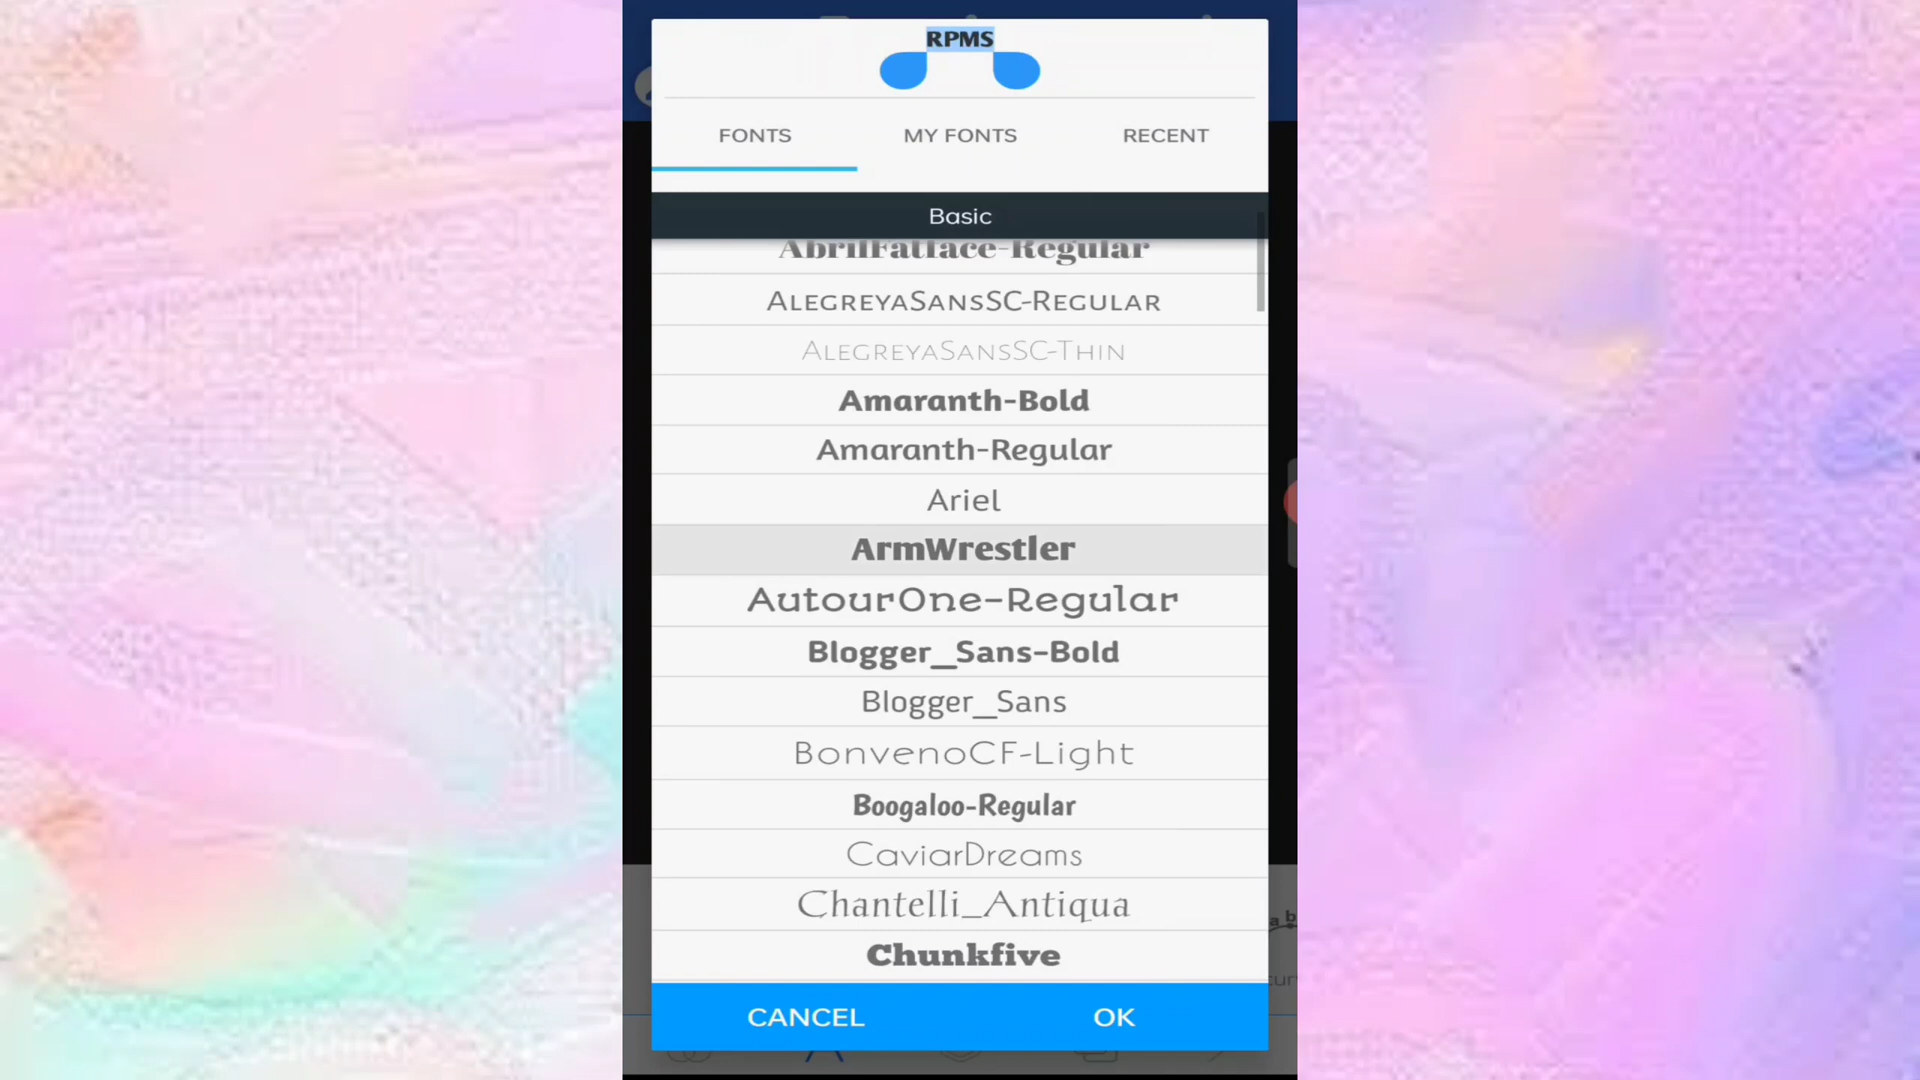 RPMS
FONTS MY FONTS RECENT
Basic
AbrilFatface-Regular
AlegreyaSansSC-Regular
AlegreyaSansSC-Thin
Amaranth-Bold
Amaranth-Regular
Ariel
ArmWrestler
AutourOne-Regular
Blogger_Sans-Bold
Blogger_Sans
BonvenoCF-Light
Boogaloo-Regular
CaviarDreams
Chantelli_Antiqua
Chunkfive
CANCEL OK